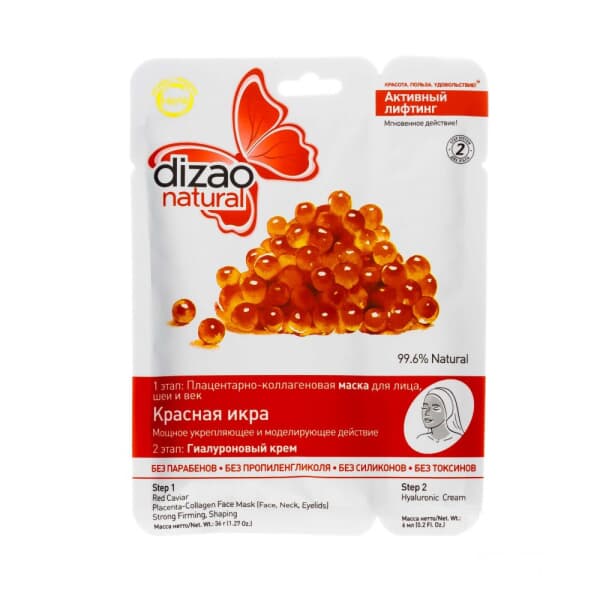 КРАСОТА. ПОЛЬЗА. УДОВОЛЬСТВИЕ!
Активный
лифтинг
Мгновенное действие!
2
dizao
natural
99.6% Natural
1 этап: Плацентарно-коллагеновая маска для лица,
шеи и век
Красная икра
Мощное укрепляющее и моделирующее действие
2 этап: Гиалуроновый крем
БЕЗ ПАРАБЕНОВ • БЕЗ ПРОПИЛЕНГЛИКОЛЯ • БЕЗ СИЛИКОНОВ • БЕЗ ТОКСИНОВ
Step 1
Red Caviar
Placenta-Collagen Face Mask (Face, Neck, Eyelids)
Strong Firming, Shaping
Масса нетто/Net. Wt.: 36 г (1.27 Oz.)
Step 2
Hyaluronic Cream
Масса нетто/Net. Wt.:
6 мл (0.2 Fl. Oz.)